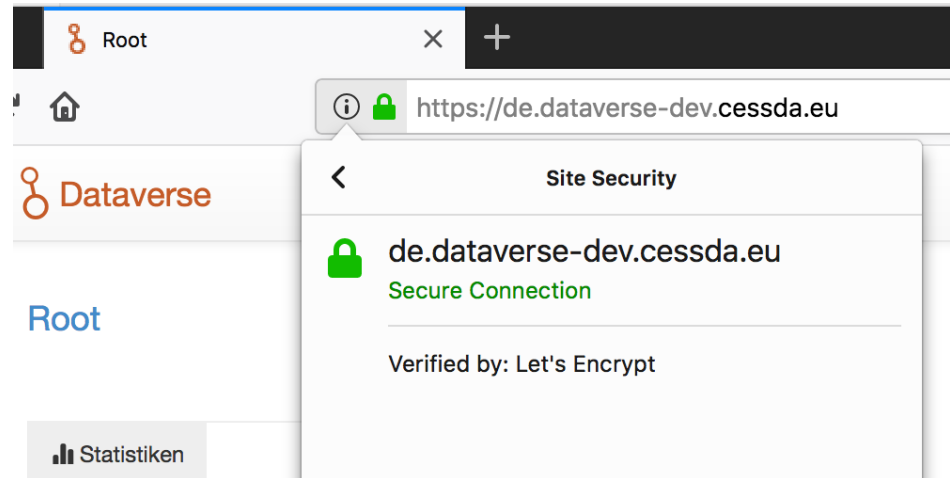 Root
https://de.dataverse-dev.cessda.eu
Dataverse
Site Security
de.dataverse-dev.cessda.eu
Secure Connection
Root
Verified by: Let's Encrypt
Statistiken